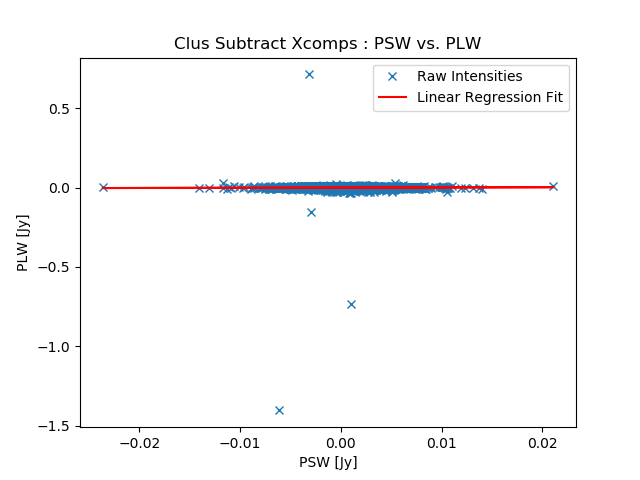 Clus Subtract Xcomps : PSW vs. PLW
Raw Intensities
Linear Regression Fit
0.5
0.0
−0.5
−1.0
−1.5
PLW [Jy]
−0.02
−0.01
0.00
0.01
0.02
PSW [Jy]